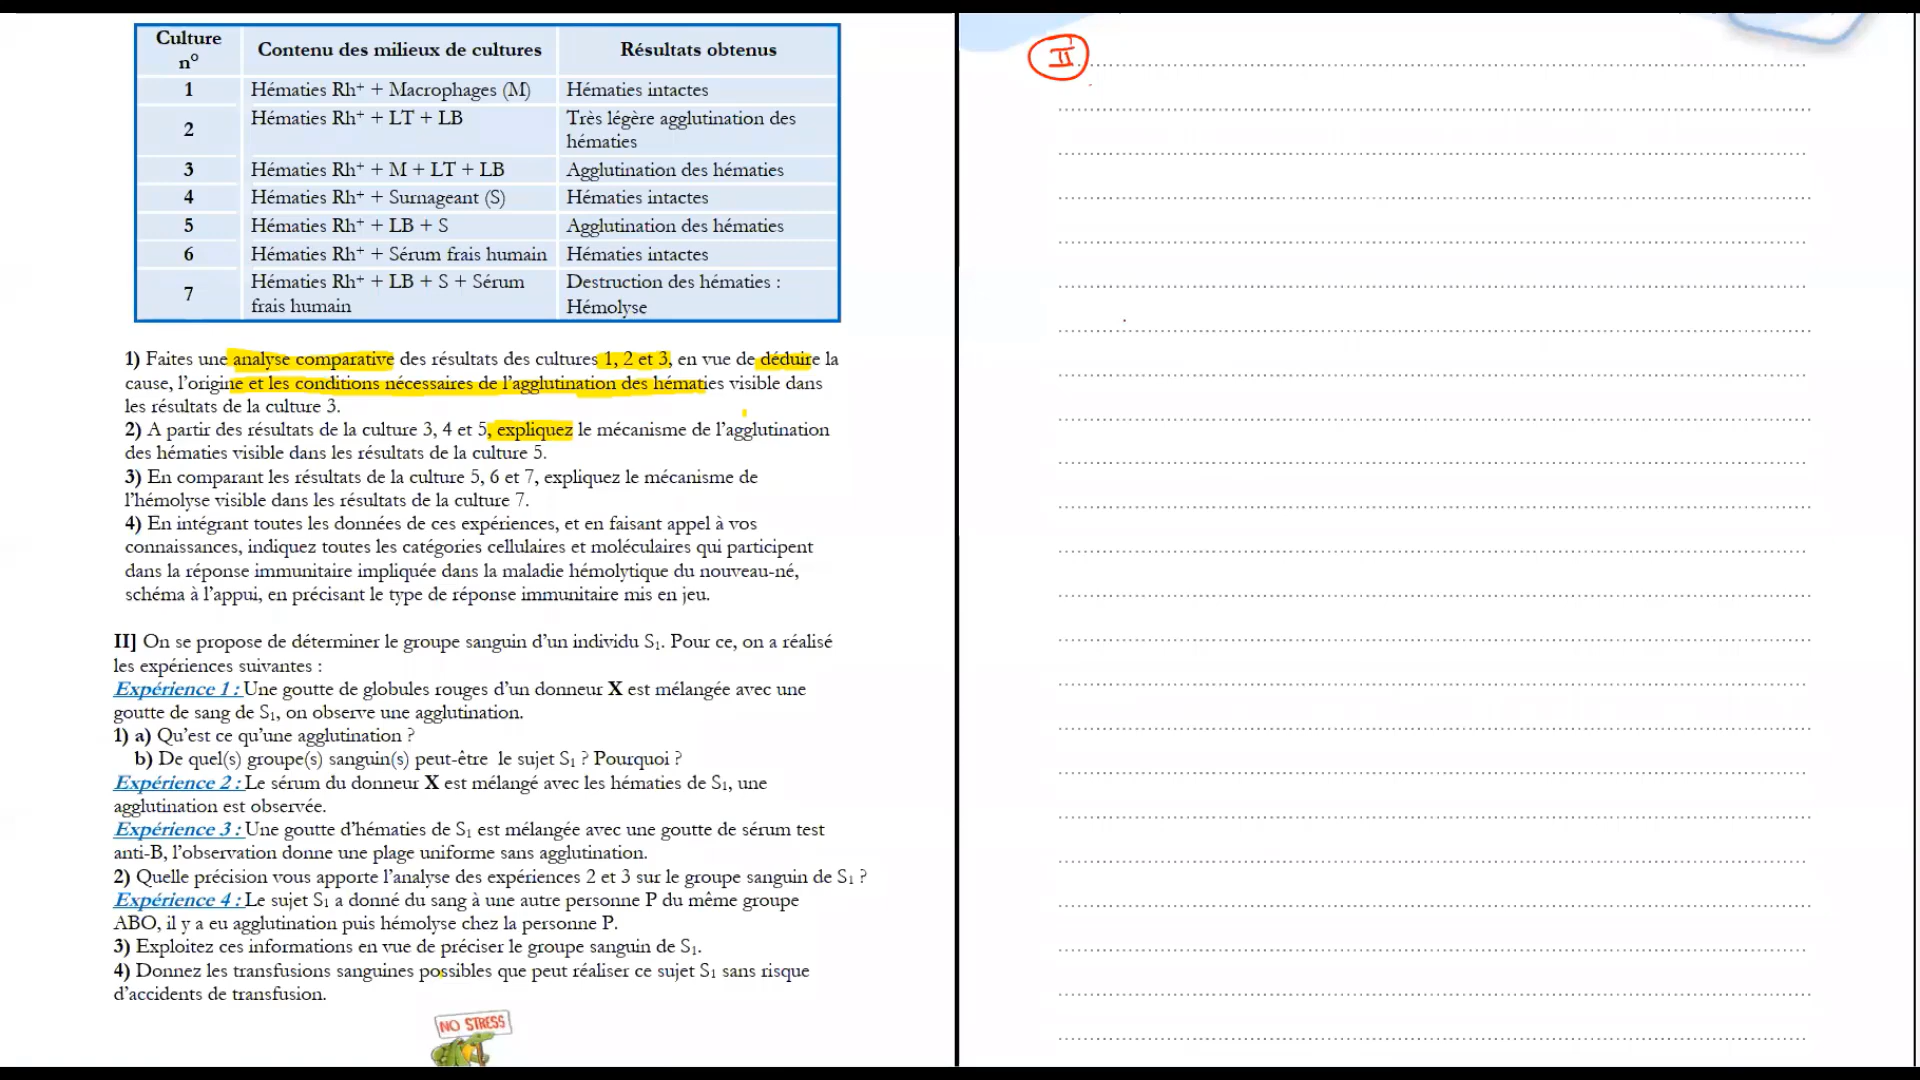 Culture n° Contenu des milieux de cultures Résultats obtenus
1 Hématies Rh⁺ + Macrophages (M) Hématies intactes
2 Hématies Rh⁺ + LT + LB Très légère agglutination des
hématies
3 Hématies Rh⁺ + M + LT + LB Agglutination des hématies
4 Hématies Rh⁺ + Surnageant (S) Hématies intactes
5 Hématies Rh⁺ + LB + S Agglutination des hématies
6 Hématies Rh⁺ + Sérum frais humain Hématies intactes
7 Hématies Rh⁺ + LB + S + Sérum Destruction des hématies :
frais humain Hémolyse
1) Faites une analyse comparative des résultats des cultures 1, 2 et 3, en vue de déduire la
cause, l'origine et les conditions nécessaires de l'agglutination des hématies visible dans
les résultats de la culture 3.
2) A partir des résultats de la culture 3, 4 et 5, expliquez le mécanisme de l'agglutination
des hématies visible dans les résultats de la culture 5.
3) En comparant les résultats de la culture 5, 6 et 7, expliquez le mécanisme de
l'hémolyse visible dans les résultats de la culture 7.
4) En intégrant toutes les données de ces expériences, et en faisant appel à vos
connaissances, indiquez toutes les catégories cellulaires et moléculaires qui participent
dans la réponse immunitaire impliquée dans la maladie hémolytique du nouveau-né,
schéma à l'appui, en précisant le type de réponse immunitaire mis en jeu.
II] On se propose de déterminer le groupe sanguin d'un individu S₁. Pour ce, on a réalisé
les expériences suivantes :
Expérience 1 : Une goutte de globules rouges d'un donneur X est mélangée avec une
goutte de sang de S₁, on observe une agglutination.
1) a) Qu'est ce qu'une agglutination ?
b) De quel(s) groupe(s) sanguin(s) peut-être le sujet S₁ ? Pourquoi ?
Expérience 2 : Le sérum du donneur X est mélangé avec les hématies de S₁, une
agglutination est observée.
Expérience 3 : Une goutte d'hématies de S₁ est mélangée avec une goutte de sérum test
anti-B, l'observation donne une plage uniforme sans agglutination.
2) Quelle précision vous apporte l'analyse des expériences 2 et 3 sur le groupe sanguin de S₁ ?
Expérience 4 : Le sujet S₁ a donné du sang à une autre personne P du même groupe
ABO, il y a eu agglutination puis hémolyse chez la personne P.
3) Exploitez ces informations en vue de préciser le groupe sanguin de S₁.
4) Donnez les transfusions sanguines possibles que peut réaliser ce sujet S₁ sans risque
d'accidents de transfusion.
NO STRESS
II